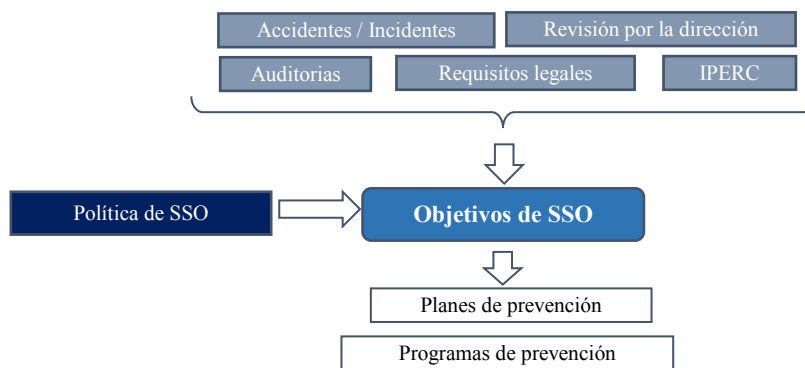 Accidentes / Incidentes
Revisión por la dirección
Auditorias
Requisitos legales
IPERC
Política de SSO
Objetivos de SSO
Planes de prevención
Programas de prevención